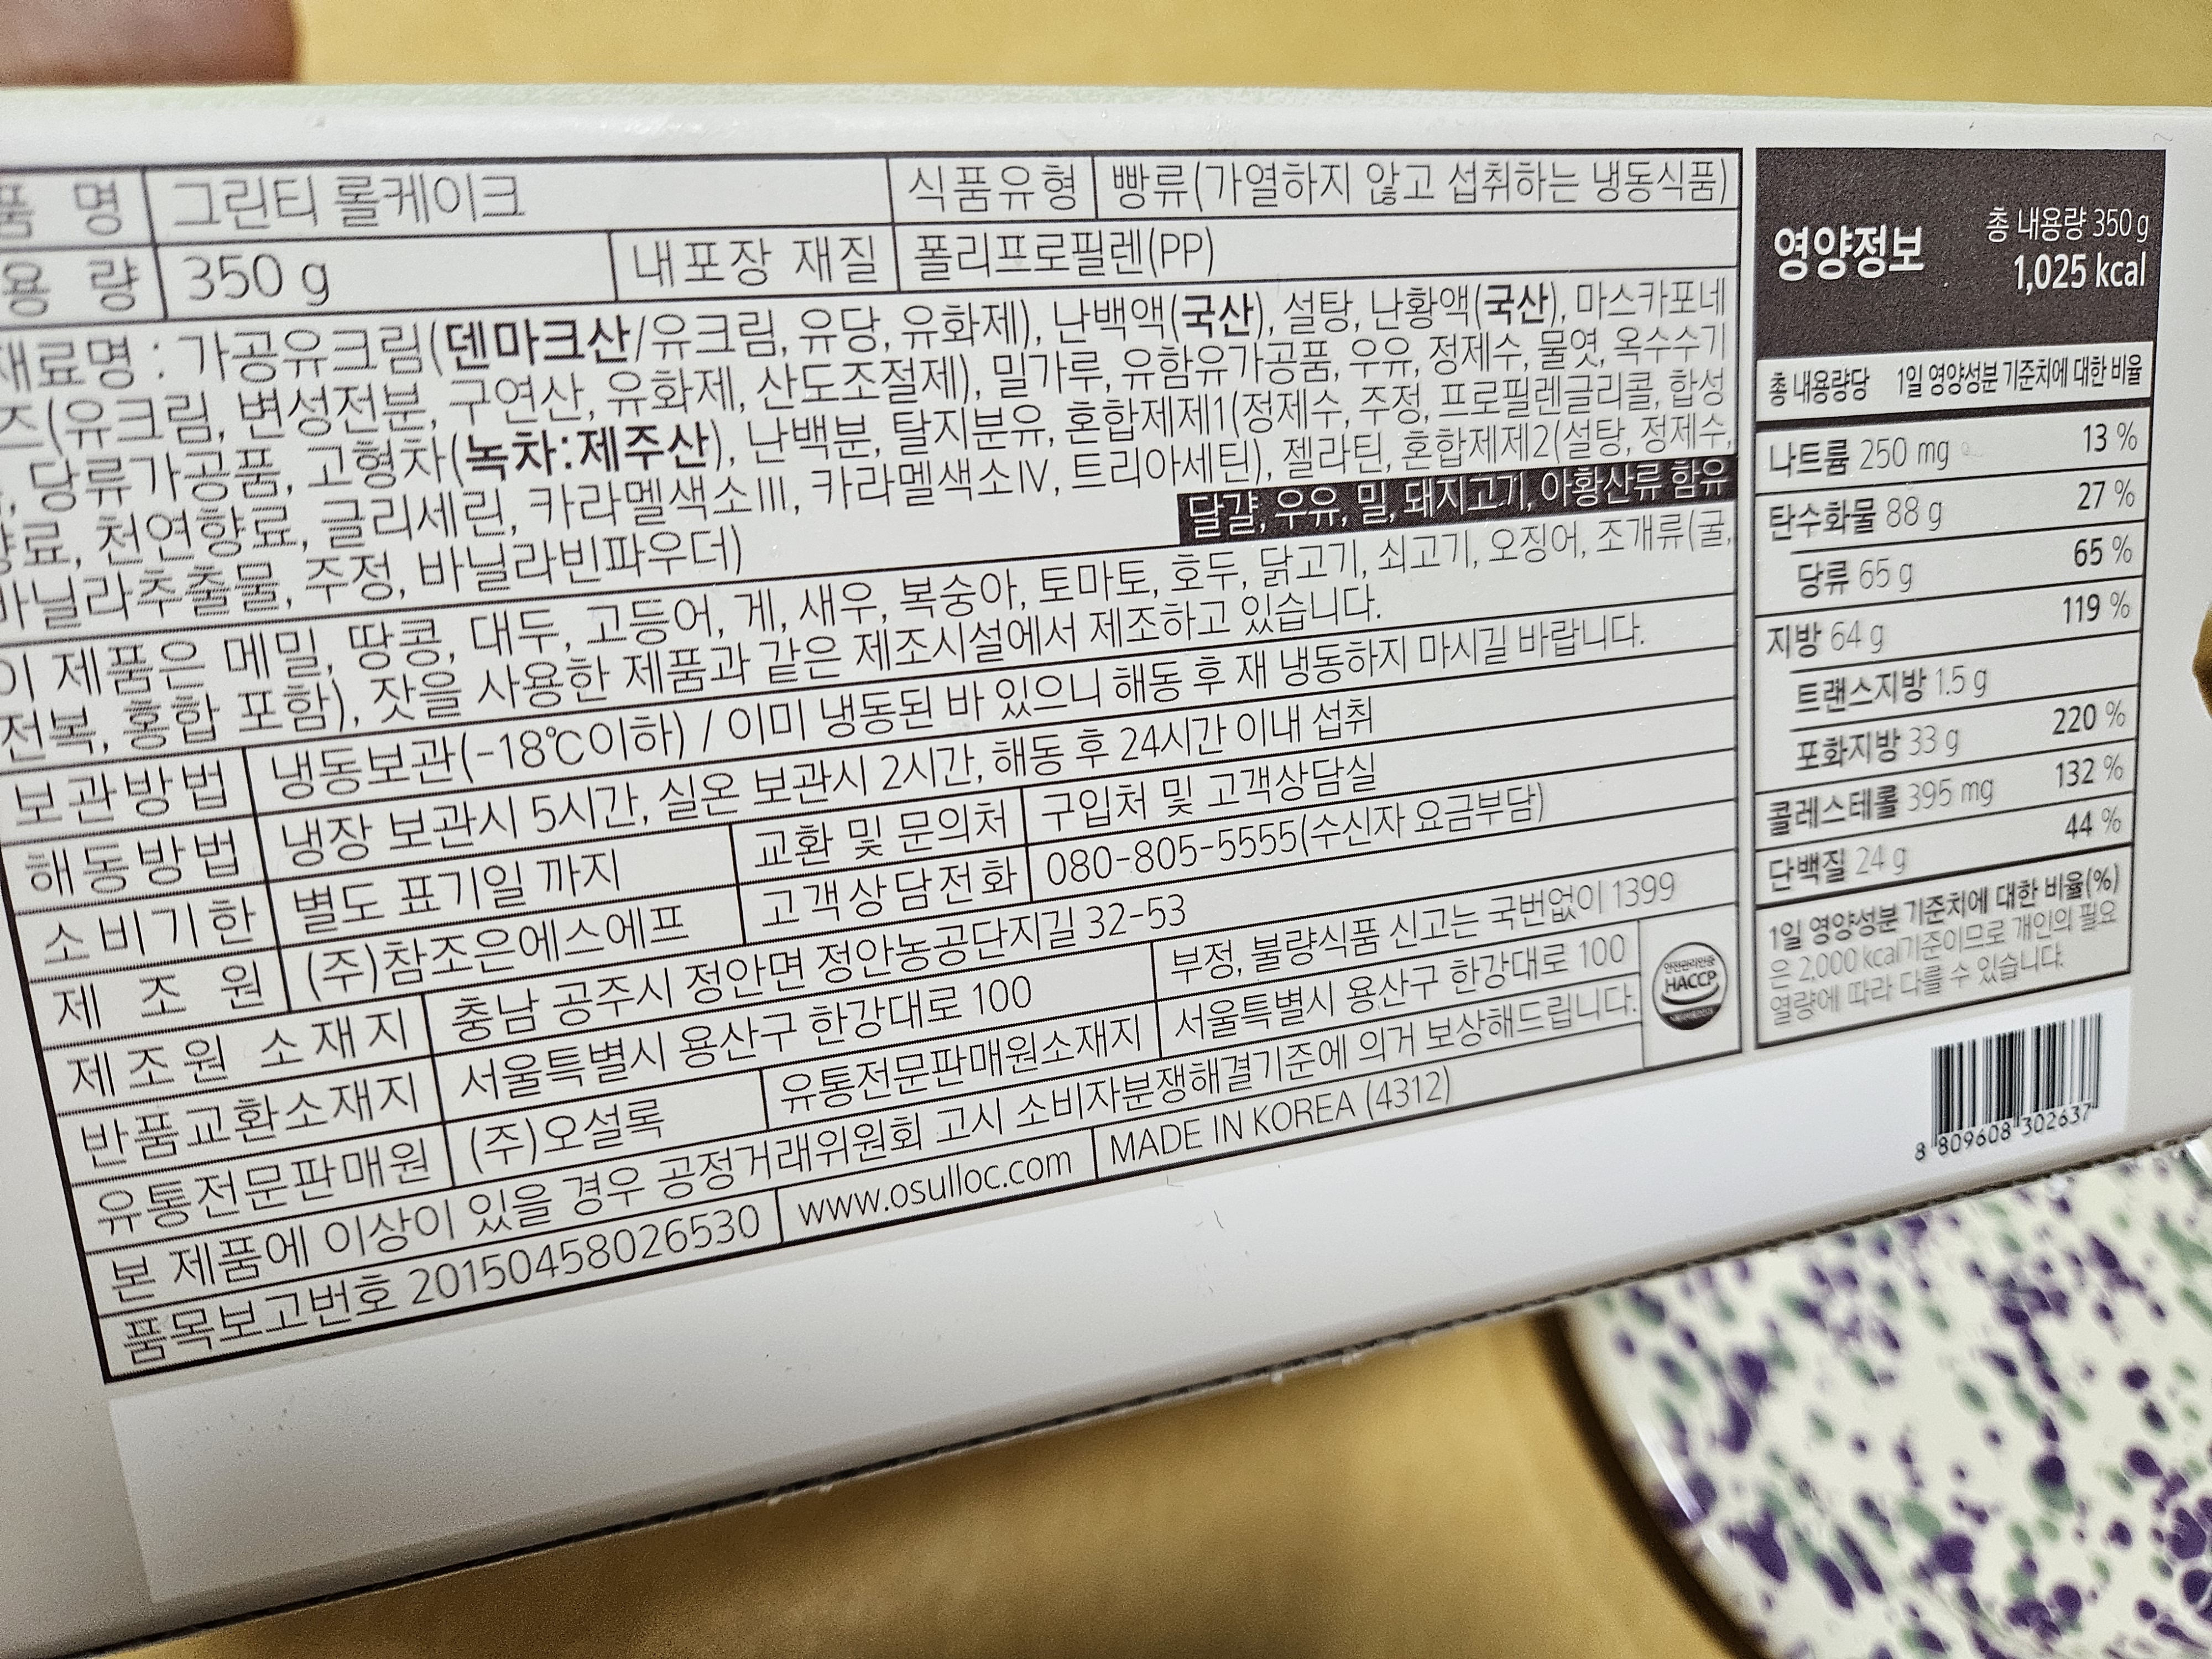 품 명 그린티 롤케이크 식품유형 빵류(가열하지 않고 섭취하는 냉동식품)
용 량 350 g 내포장 재질 폴리프로필렌(PP)
재료명 : 가공유크림(덴마크산/유크림, 유당, 유화제), 난백액(국산), 설탕, 난황액(국산), 마스카포네
즈(유크림, 변성전분, 구연산, 유화제, 산도조절제), 밀가루, 유함유가공품, 우유, 정제수, 물엿, 옥수수기
, 당류가공품, 고형차(녹차:제주산), 난백분, 탈지분유, 혼합제제1(정제수, 주정, 프로필렌글리콜, 합성
향료, 천연향료, 글리세린, 카라멜색소III, 카라멜색소IV, 트리아세틴), 젤라틴, 혼합제제2(설탕, 정제수,
바닐라추출물, 주정, 바닐라빈파우더)
달걀, 우유, 밀, 돼지고기, 아황산류 함유
이 제품은 메밀, 땅콩, 대두, 고등어, 게, 새우, 복숭아, 토마토, 호두, 닭고기, 쇠고기, 오징어, 조개류(굴,
전복, 홍합 포함), 잣을 사용한 제품과 같은 제조시설에서 제조하고 있습니다.
보관방법 냉동보관(-18℃이하) / 이미 냉동된 바 있으니 해동 후 재 냉동하지 마시길 바랍니다.
해동방법 냉장 보관시 5시간, 실온 보관시 2시간, 해동 후 24시간 이내 섭취
소비기한 별도 표기일 까지 교환 및 문의처 구입처 및 고객상담실
제 조 원 (주)참조은에스에프 고객상담전화 080-805-5555(수신자 요금부담)
제조원 소재지 충남 공주시 정안면 정안농공단지길 32-53
반품교환소재지 서울특별시 용산구 한강대로 100 부정, 불량식품 신고는 국번없이 1399
유통전문판매원 (주)오설록 유통전문판매원소재지 서울특별시 용산구 한강대로 100
본 제품에 이상이 있을 경우 공정거래위원회 고시 소비자분쟁해결기준에 의거 보상해드립니다.
품목보고번호 20150458026530 www.osulloc.com MADE IN KOREA (4312)
안전관리인증
HACCP
영양정보 총 내용량 350 g
1,025 kcal
총 내용량당 1일 영양성분 기준치에 대한 비율
나트륨 250 mg 13 %
탄수화물 88 g 27 %
당류 65 g 65 %
지방 64 g 119 %
트랜스지방 1.5 g
포화지방 33 g 220 %
콜레스테롤 395 mg 132 %
단백질 24 g 44 %
1일 영양성분 기준치에 대한 비율(%)
은 2,000 kcal기준이므로 개인의 필요
열량에 따라 다를 수 있습니다.
8 809608 302637